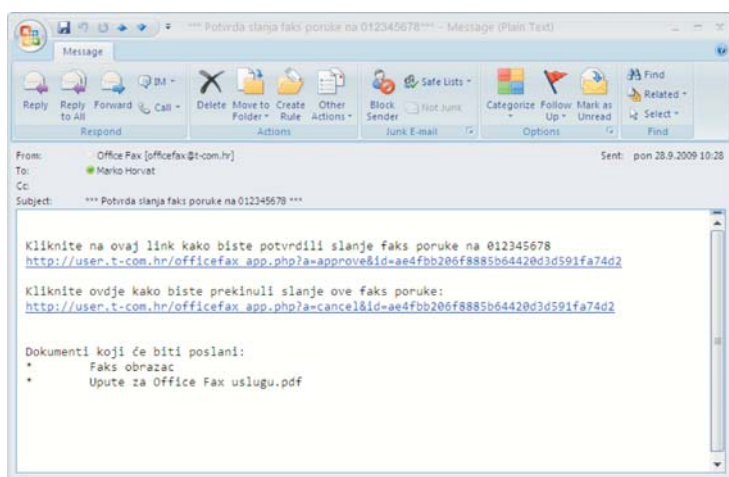 *** Potvrda slanja faks poruke na 012345678*** - Message (Plain Text)
Message
Reply
Reply to All
Forward
IM
Call
Respond
Delete
Move to Folder
Create Rule
Other Actions
Actions
Block Sender
Safe Lists
Not Junk
Junk E-mail
Categorize
Follow Up
Mark as Unread
Options
Find
Related
Select
Find
From: Office Fax [officefax@t-com.hr] Sent: pon 28.9.2009 10:28
To: Marko Horvat
Cc:
Subject: *** Potvrda slanja faks poruke na 012345678 ***
Kliknite na ovaj link kako biste potvrdili slanje faks poruke na 012345678
http://user.t-com.hr/officefax_app.php?a=approve&id=ae4fbb206f8885b64420d3d591fa74d2
Kliknite ovdje kako biste prekinuli slanje ove faks poruke:
http://user.t-com.hr/officefax_app.php?a=cancel&id=ae4fbb206f8885b64420d3d591fa74d2
Dokumenti koji će biti poslani:
* Faks obrazac
* Upute za Office Fax uslugu.pdf